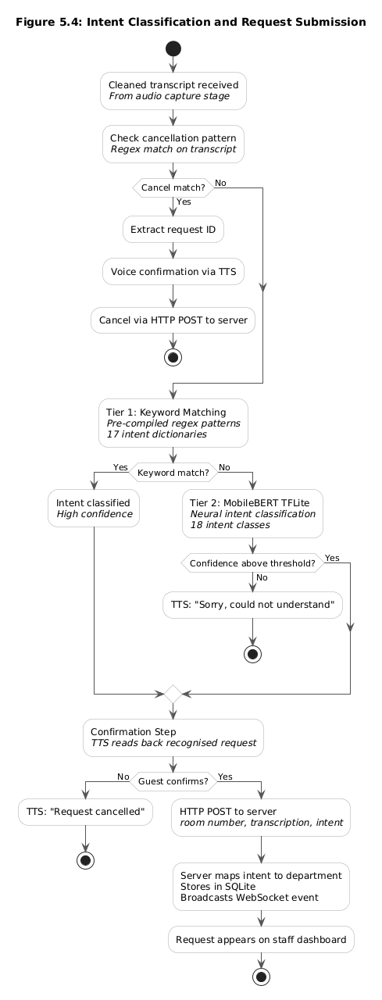 Figure 5.4: Intent Classification and Request Submission
Cleaned transcript received
From audio capture stage
Check cancellation pattern
Regex match on transcript
Cancel match?
No
Yes
Extract request ID
Voice confirmation via TTS
Cancel via HTTP POST to server
Tier 1: Keyword Matching
Pre-compiled regex patterns
17 intent dictionaries
Yes
Keyword match?
No
Intent classified
High confidence
Tier 2: MobileBERT TFLite
Neural intent classification
18 intent classes
Confidence above threshold?
Yes
No
TTS: "Sorry, could not understand"
Confirmation Step
TTS reads back recognised request
No
Guest confirms?
Yes
TTS: "Request cancelled"
HTTP POST to server
room number, transcription, intent
Server maps intent to department
Stores in SQLite
Broadcasts WebSocket event
Request appears on staff dashboard